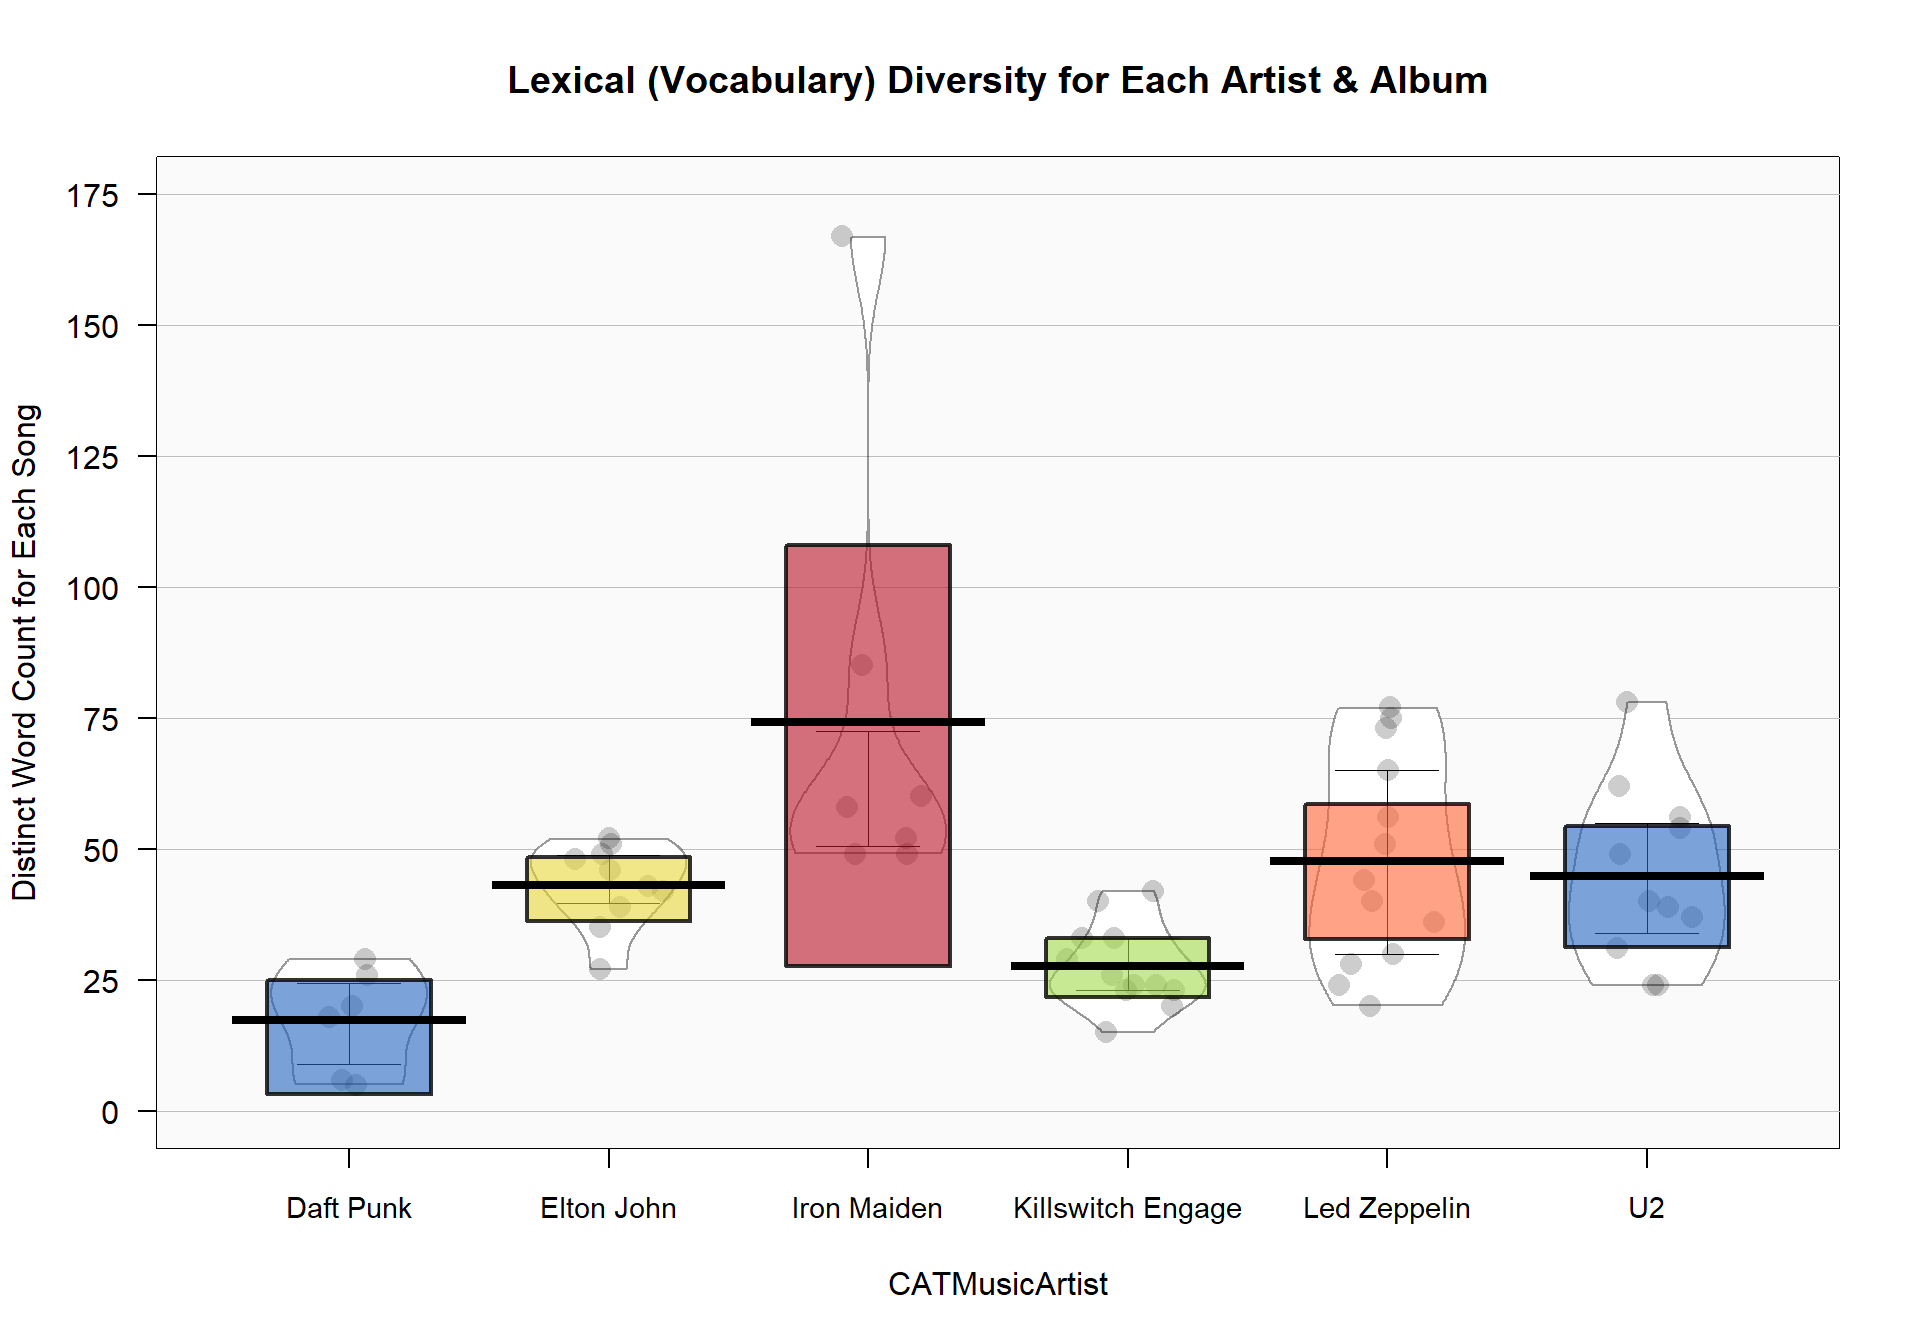 Lexical (Vocabulary) Diversity for Each Artist & Album
Distinct Word Count for Each Song
175
150
125
100
75
50
25
0
Daft Punk
Elton John
Iron Maiden
Killswitch Engage
Led Zeppelin
U2
CATMusicArtist